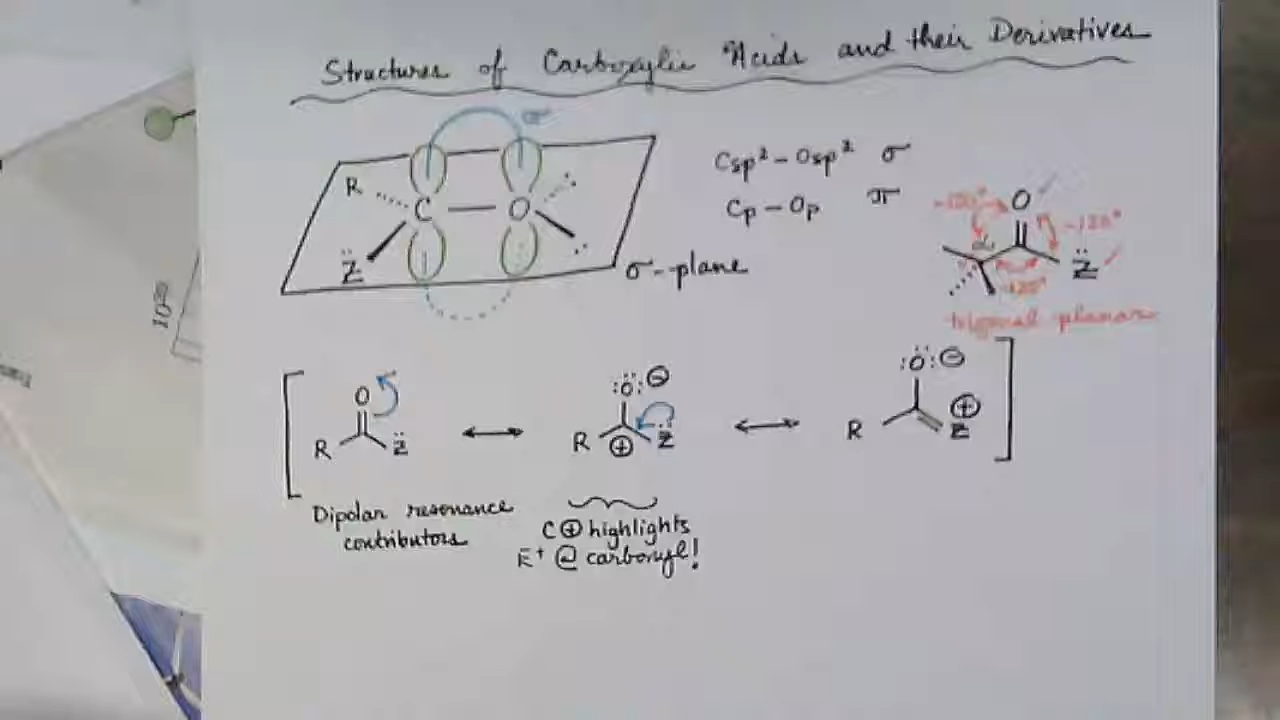 Structures of Carboxylic Acids and their Derivatives
σ
R C O
Z̈
σ-plane
Csp² - Osp² σ
Cp - Op π
O
~120° ~120°
α
Z̈
~120°
trigonal planar
[ R O Z̈ ↔ R :Ö: ⊖ ⊕ Z̈ ↔ R :Ö: ⊖ ⊕ Z ]
Dipolar resonance
contributors
C⊕ highlights
E⁺ @ carbonyl!